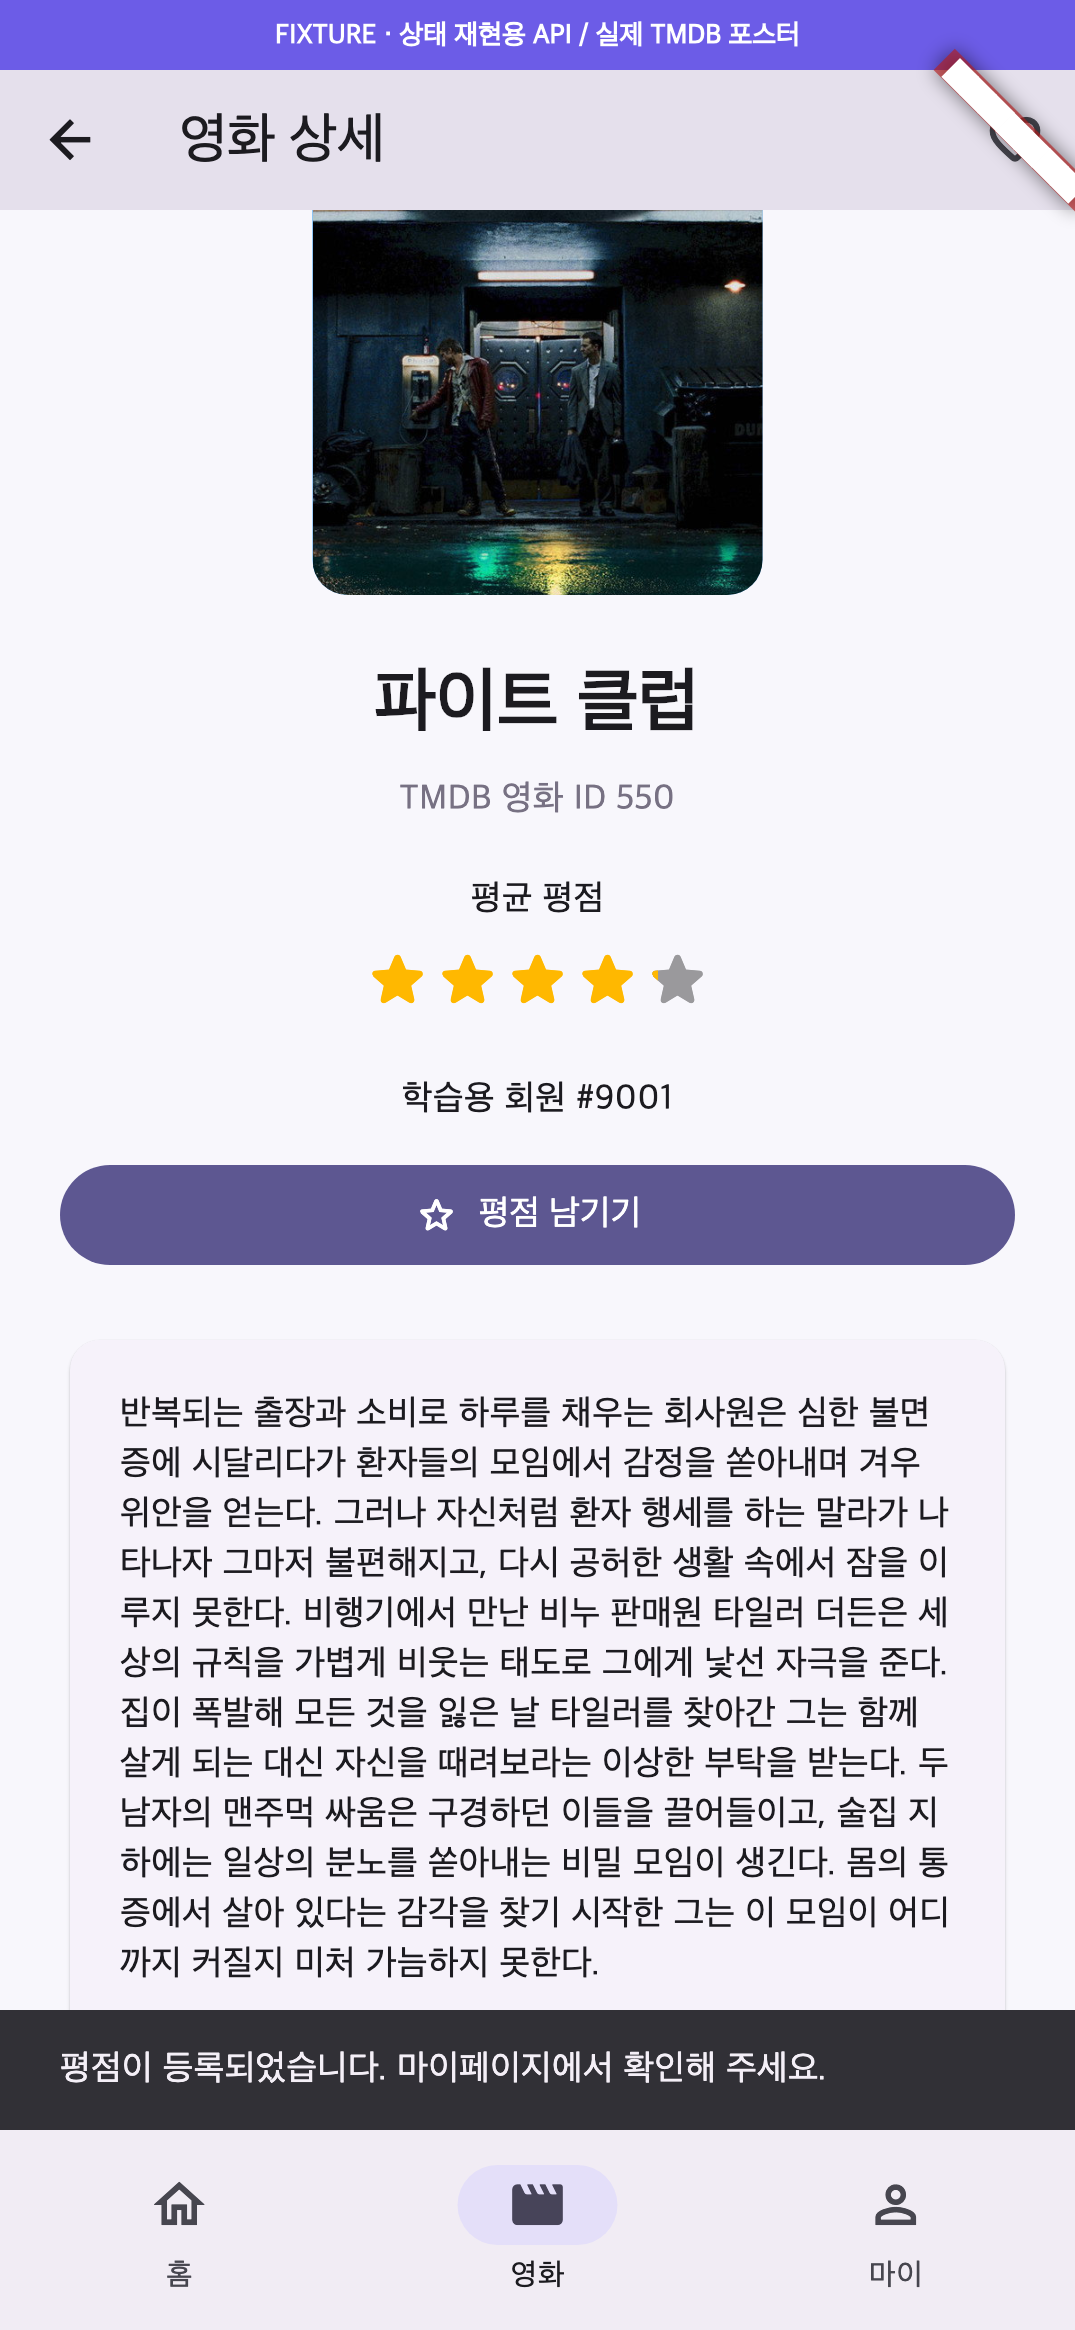 FIXTURE · 상태 재현용 API / 실제 TMDB 포스터
영화 상세
파이트 클럽
TMDB 영화 ID 550
평균 평점
학습용 회원 #9001
평점 남기기
반복되는 출장과 소비로 하루를 채우는 회사원은 심한 불면
증에 시달리다가 환자들의 모임에서 감정을 쏟아내며 겨우
위안을 얻는다. 그러나 자신처럼 환자 행세를 하는 말라가 나
타나자 그마저 불편해지고, 다시 공허한 생활 속에서 잠을 이
루지 못한다. 비행기에서 만난 비누 판매원 타일러 더든은 세
상의 규칙을 가볍게 비웃는 태도로 그에게 낯선 자극을 준다.
집이 폭발해 모든 것을 잃은 날 타일러를 찾아간 그는 함께
살게 되는 대신 자신을 때려보라는 이상한 부탁을 받는다. 두
남자의 맨주먹 싸움은 구경하던 이들을 끌어들이고, 술집 지
하에는 일상의 분노를 쏟아내는 비밀 모임이 생긴다. 몸의 통
증에서 살아 있다는 감각을 찾기 시작한 그는 이 모임이 어디
까지 커질지 미처 가늠하지 못한다.
평점이 등록되었습니다. 마이페이지에서 확인해 주세요.
홈
영화
마이